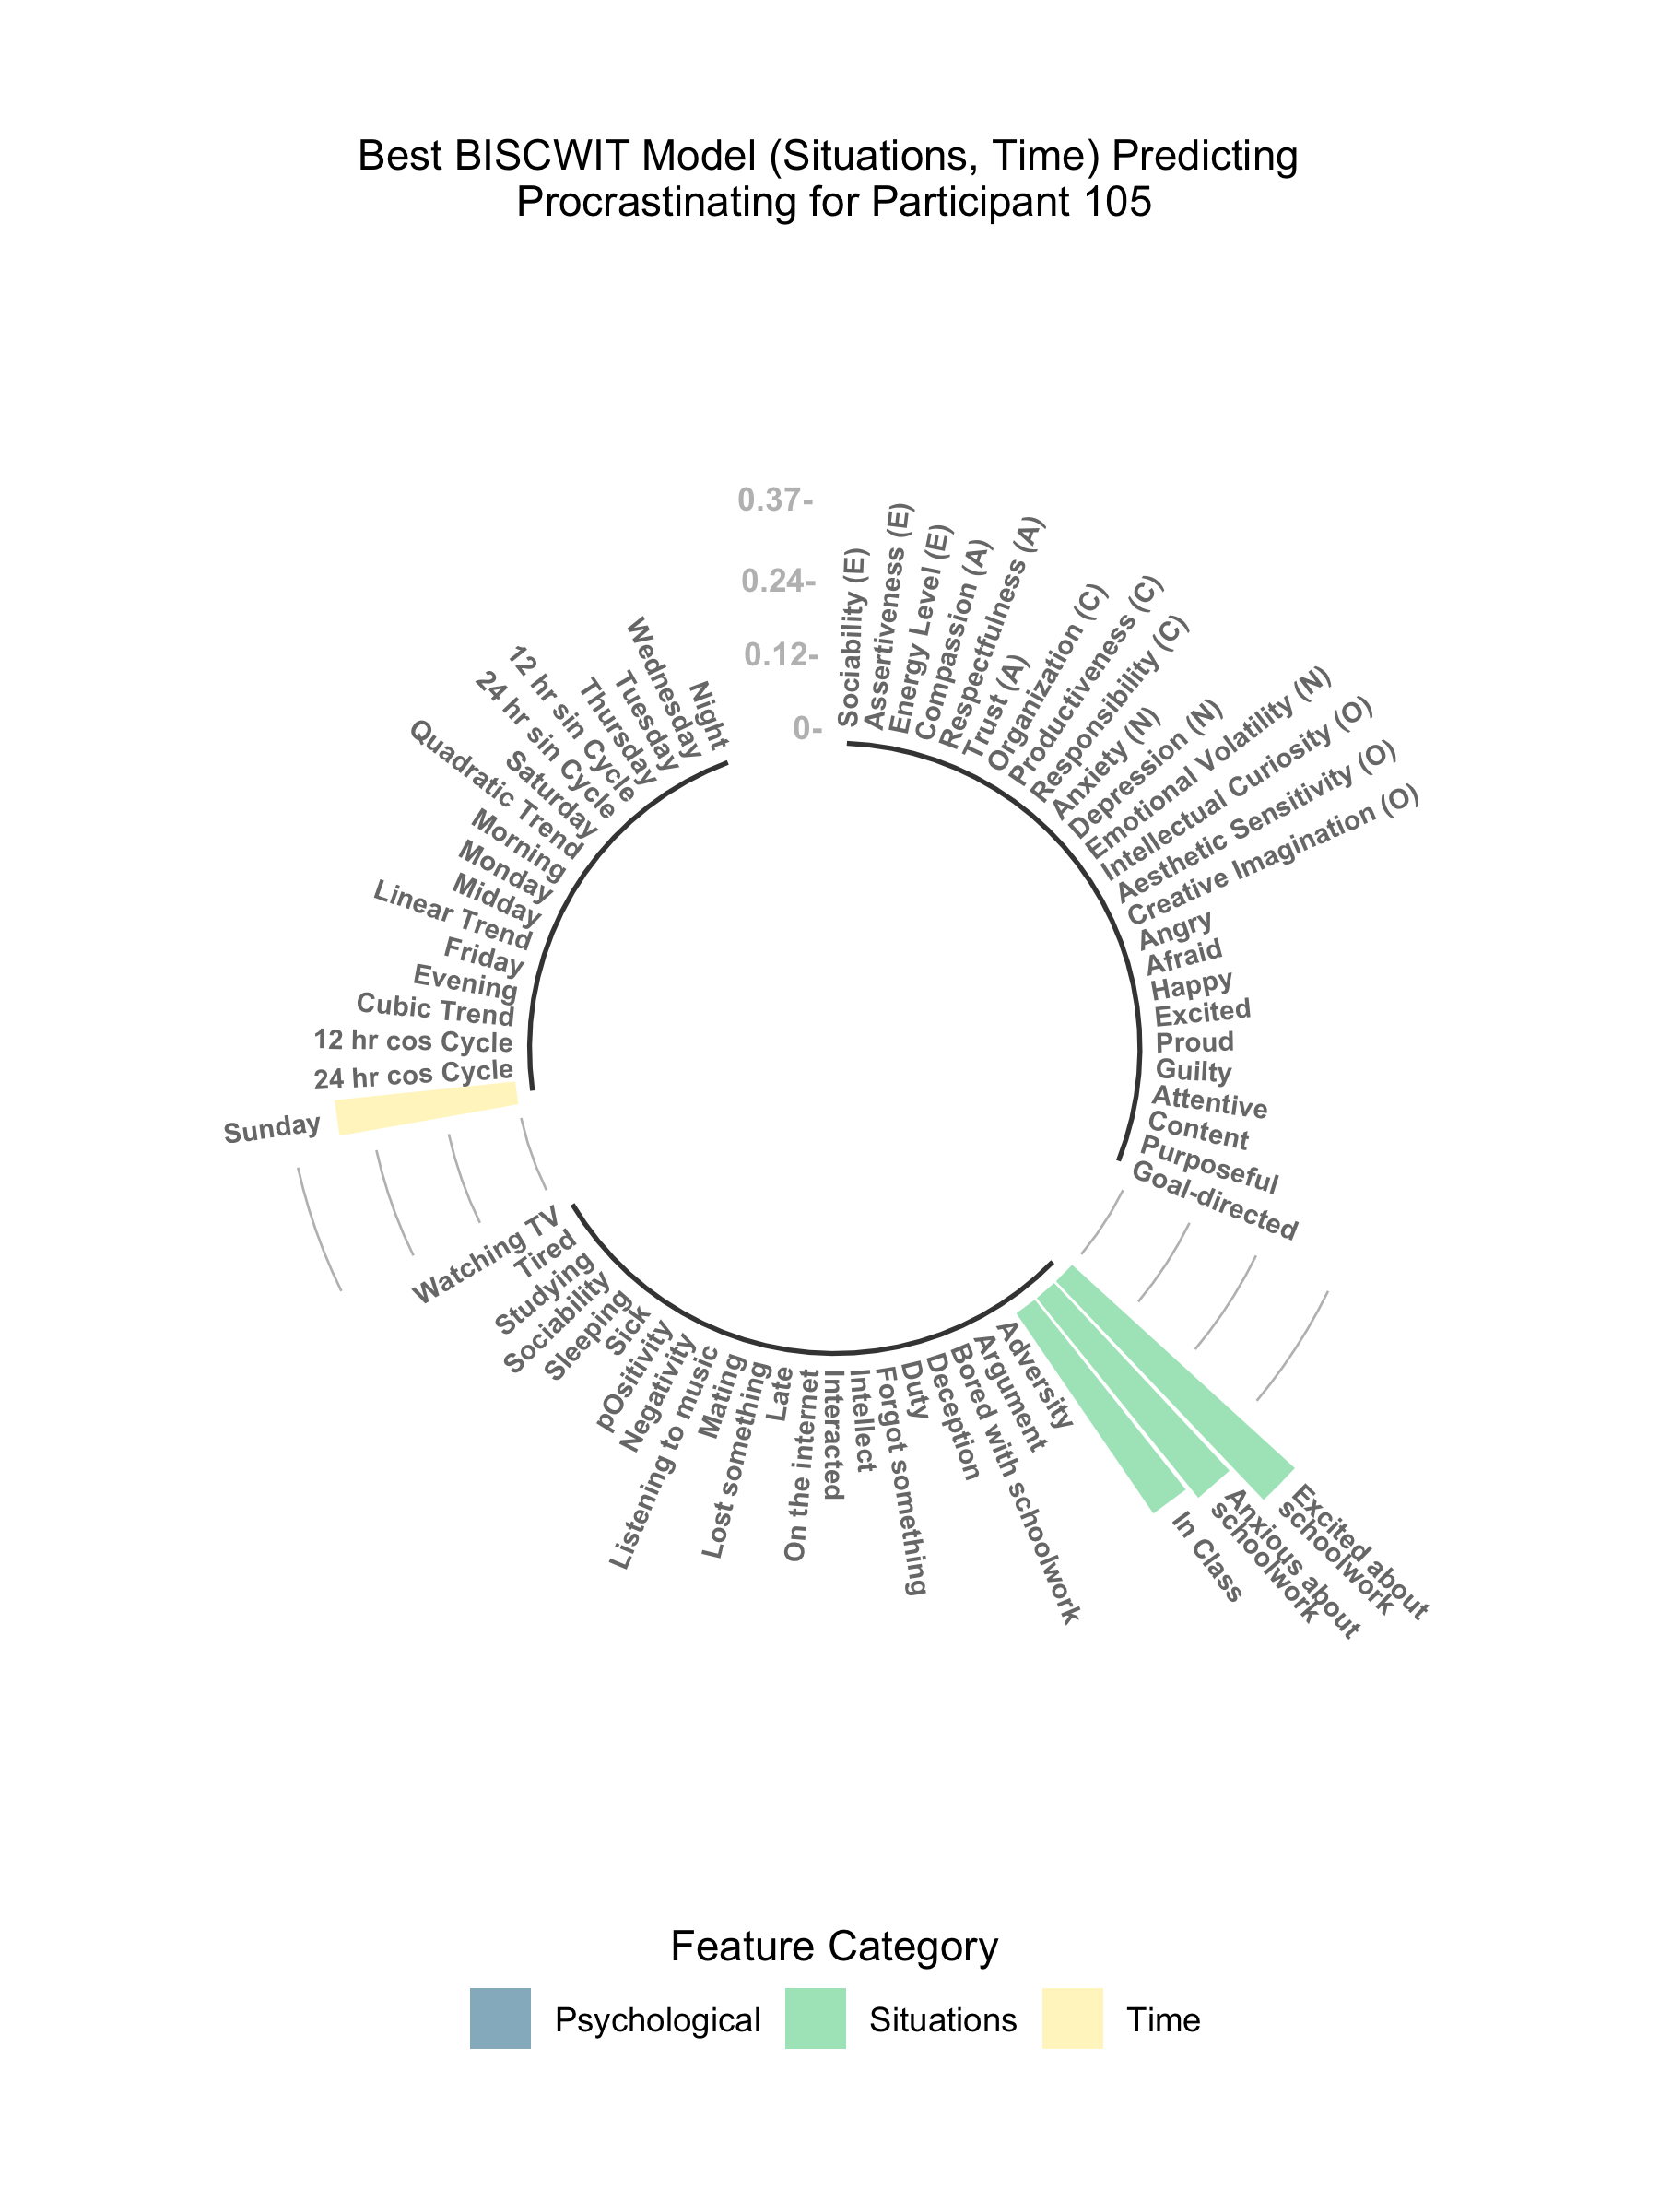 Best BISCWIT Model (Situations, Time) Predicting
Procrastinating for Participant 105
0.37-
0.24-
0.12-
0-
Sociability (E)
Assertiveness (E)
Energy Level (E)
Compassion (A)
Respectfulness (A)
Trust (A)
Organization (C)
Productiveness (C)
Responsibility (C)
Anxiety (N)
Depression (N)
Emotional Volatility (N)
Intellectual Curiosity (O)
Aesthetic Sensitivity (O)
Creative Imagination (O)
Angry
Afraid
Happy
Excited
Proud
Guilty
Attentive
Content
Purposeful
Goal-directed
Excited about
schoolwork
Anxious about
schoolwork
In Class
Adversity
Argument
Bored with schoolwork
Deception
Duty
Forgot something
Intellect
Interacted
On the internet
Late
Lost something
Mating
Listening to music
Negativity
pOsitivity
Sick
Sleeping
Sociability
Studying
Tired
Watching TV
Sunday
24 hr cos Cycle
12 hr cos Cycle
Cubic Trend
Evening
Friday
Linear Trend
Midday
Monday
Morning
Quadratic Trend
Saturday
24 hr sin Cycle
12 hr sin Cycle
Thursday
Tuesday
Wednesday
Night
Feature Category
Psychological
Situations
Time